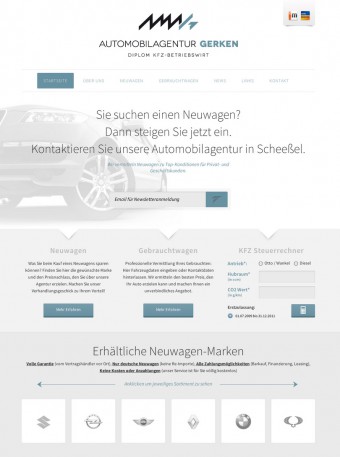 AUTOMOBILAGENTUR GERKEN
DIPLOM KFZ-BETRIEBSWIRT
STARTSEITE ÜBER UNS NEUWAGEN GEBRAUCHTWAGEN NEWS LINKS KONTAKT
Sie suchen einen Neuwagen?
Dann steigen Sie jetzt ein.
Kontaktieren Sie unsere Automobilagentur in Scheeßel.
Wir vermitteln Neuwagen zu Top-Konditionen für Privat- und
Geschäftskunden.
Email für Newsletteranmeldung
Neuwagen
Was Sie beim Kauf eines Neuwagens sparen
können? Finden Sie hier die gewünschte Marke
und den Preisnachlass, den Sie über unsere
Agentur erzielen. Machen Sie unser
Verhandlungsgeschick zu Ihrem Vorteil!
Mehr Erfahren
Gebrauchtwagen
Professionelle Vermittlung Ihres Gebrauchten:
Hier Fahrzeugdaten eingeben oder Kontaktdaten
hinterlassen. Wir ermitteln den besten Preis, den
Ihr Auto erzielen kann und machen Ihnen ein
unverbindliches Angebot.
Mehr Erfahren
KFZ Steuerrechner
Antrieb*: Otto / Wankel Diesel
Hubraum*
(in cm³)
CO2 Wert*
(in g/km)
Erstzulassung:
01.07.2009 bis 31.12.2011
Erhältliche Neuwagen-Marken
Volle Garantie (vom Vertragshändler vor Ort), Nur deutsche Neuwagen (keine Re-Importe), Alle Zahlungsmöglichkeiten (Barkauf, Finanzierung, Leasing),
Keine Kosten oder Anzahlungen (unser Service ist für Sie völlig kostenlos)
Anklicken um jeweiliges Sortiment zu sehen